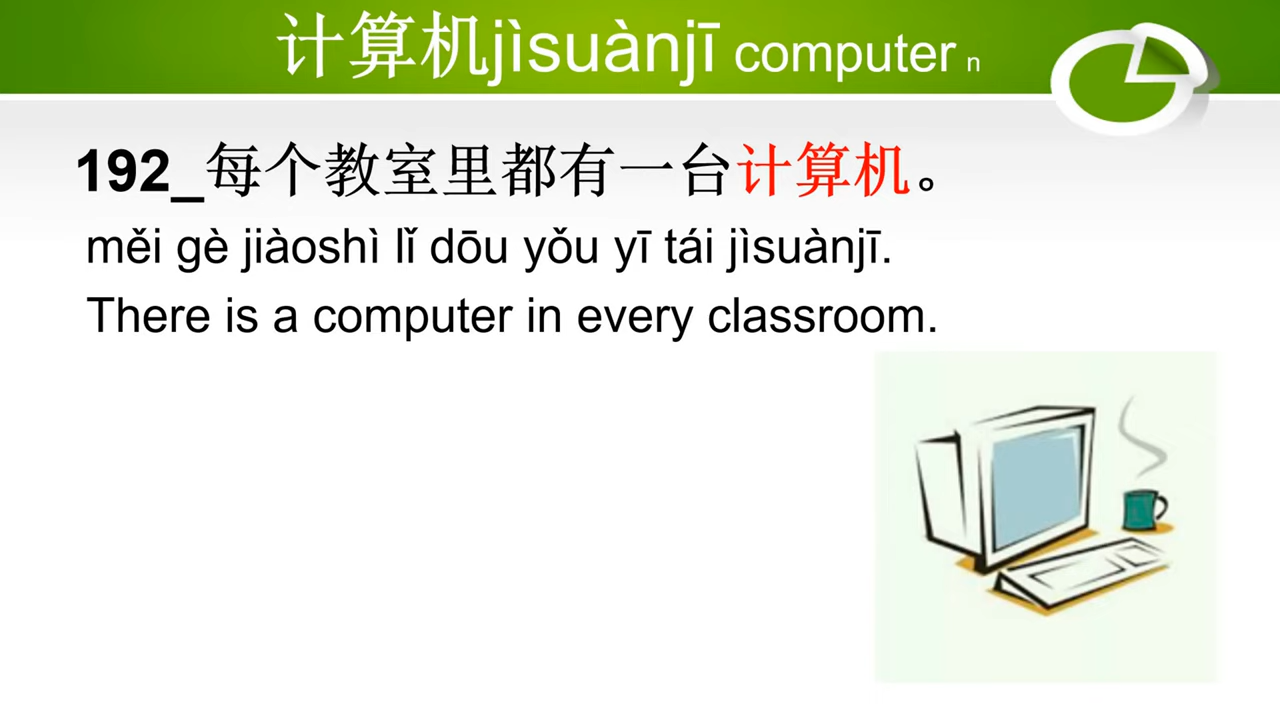 计算机jìsuànjī computer n
192_每个教室里都有一台计算机。
měi gè jiàoshì lǐ dōu yǒu yī tái jìsuànjī.
There is a computer in every classroom.